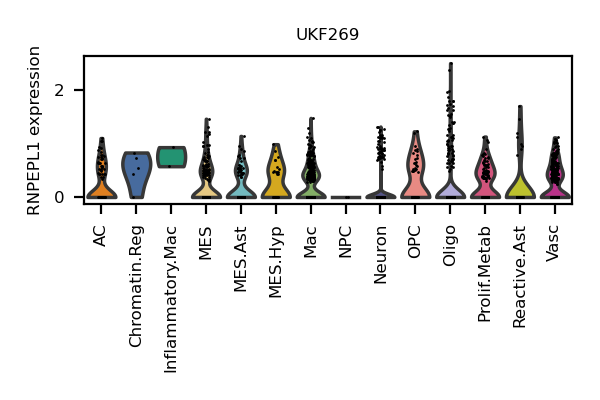 UKF269
RNPEPL1 expression
2
0
AC
Chromatin.Reg
Inflammatory.Mac
MES
MES.Ast
MES.Hyp
Mac
NPC
Neuron
OPC
Oligo
Prolif.Metab
Reactive.Ast
Vasc